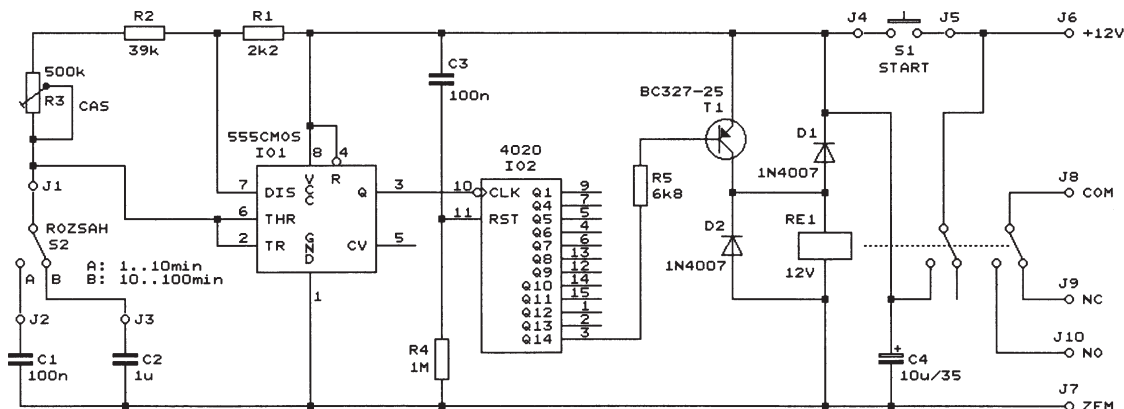 R2
39k
R1
2k2
500k
R3
CAS
555CMOS
IO1
8
4
VCC
R
7
DIS
6
THR
2
TR
GND
Q
3
CV
5
1
J1
ROZSAH
S2
A
B
A: 1..10min
B: 10..100min
J2
J3
C1
100n
C2
1u
C3
100n
R4
1M
4020
IO2
10
CLK
11
RST
Q1
9
Q4
7
Q5
5
Q6
4
Q7
6
Q8
13
Q9
12
Q10
14
Q11
15
Q12
1
Q13
2
Q14
3
R5
6k8
BC327-25
T1
D1
1N4007
D2
1N4007
RE1
12V
J4
J5
S1
START
J6
+12V
J8
COM
J9
NC
J10
NO
+
C4
10u/35
J7
ZEM